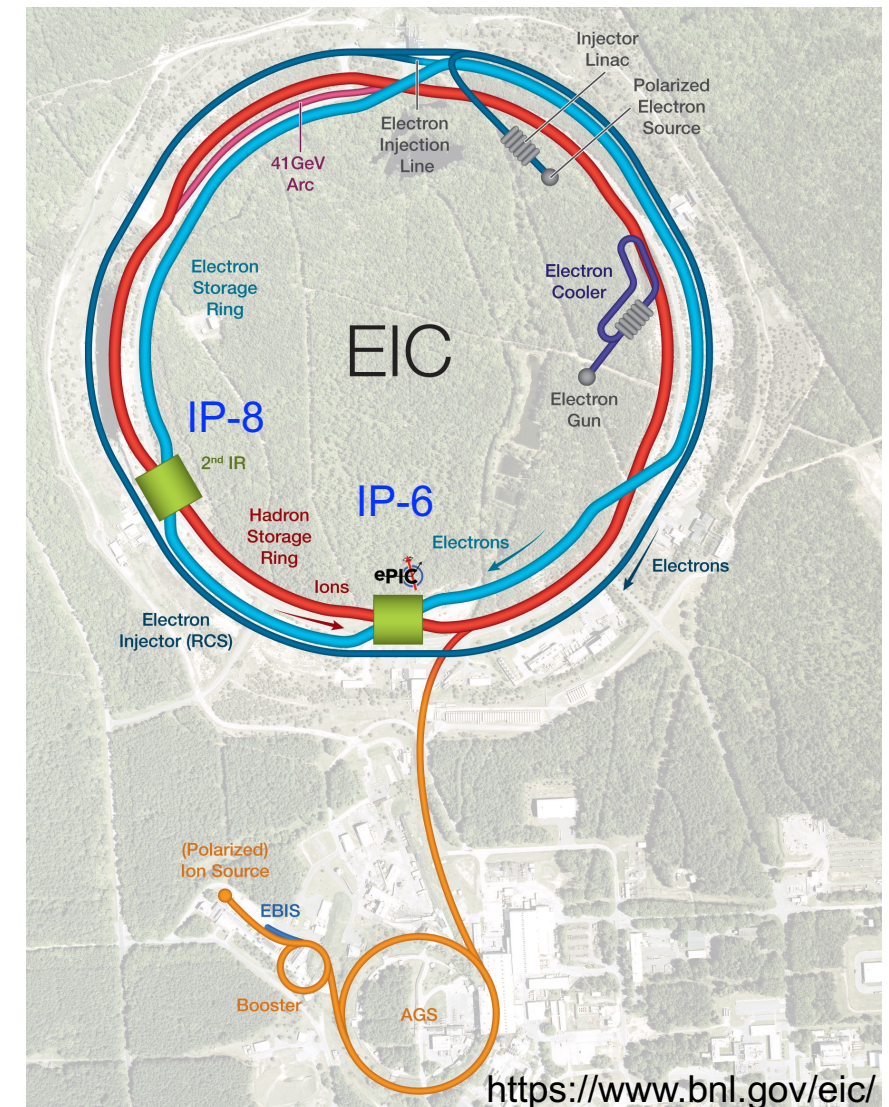 Injector
Linac
Polarized
Electron
Source
Electron
Injection
Line
41GeV
Arc
Electron
Storage
Ring
Electron
Cooler
EIC
Electron
Gun
IP-8
2nd IR
IP-6
Hadron
Storage
Ring
Electrons
ePIC
Ions
Electrons
Electron
Injector (RCS)
(Polarized)
Ion Source
EBIS
Booster
AGS
https://www.bnl.gov/eic/